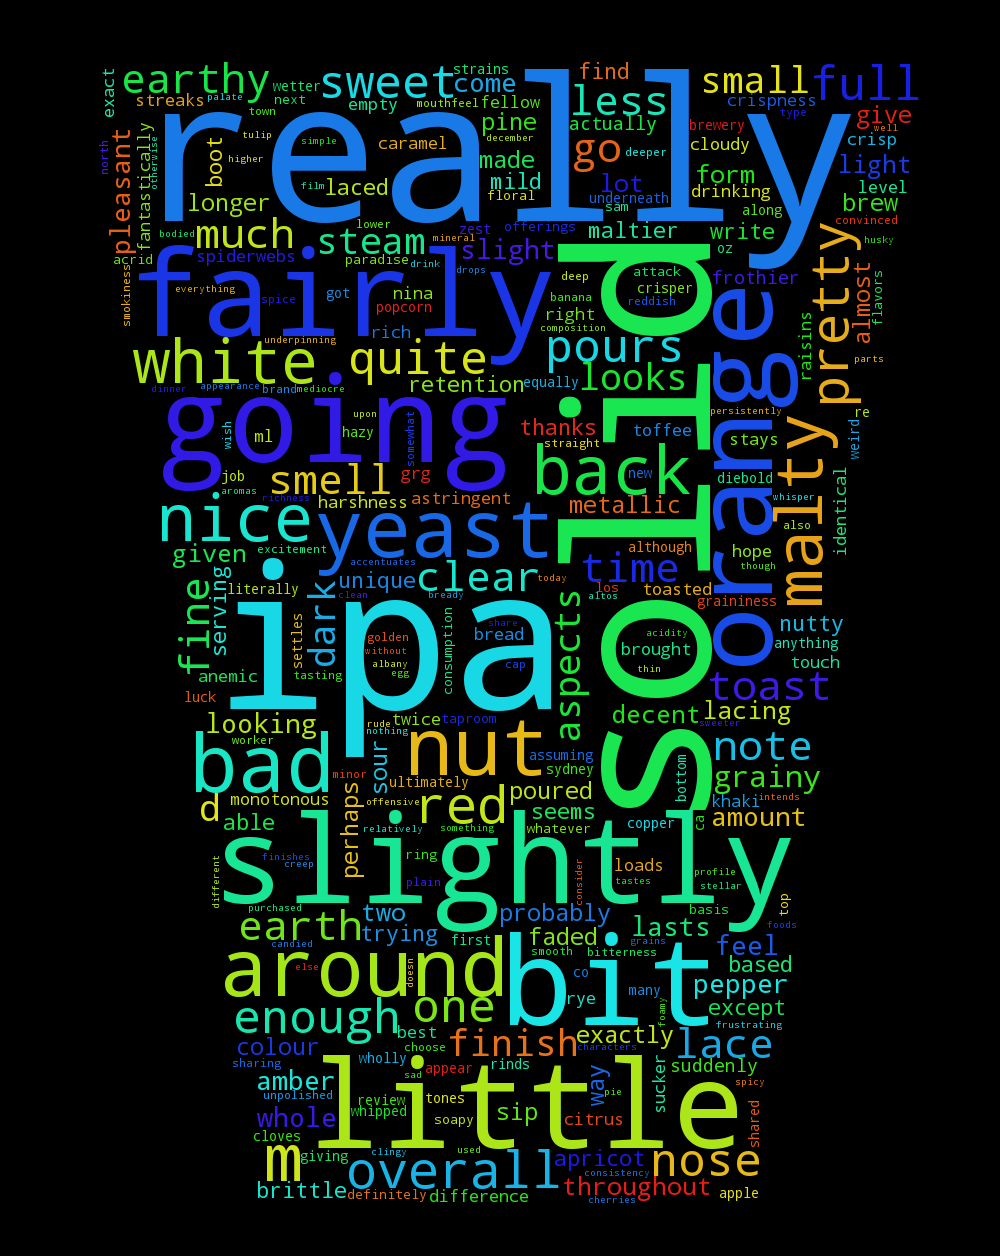 exact
earthy
streaks
palate
wetter
next
town
sweet
strains
come
empty
mouthfeel
fellow
find
small
full
crispness
type
really
less
actually
brewery
give
well
crisp
north
otherwise
fantastically
pleasant
boot
tulip
higher
simple
caramel
pine
december
go
deeper
cloudy
light
level
made
mild
floral
film
laced
longer
much
lot
underneath
sam
form
drinking
along
brew
convinced
husky
steam
lower
mineral
zest
offerings
slight
maltier
write
oz
acrid
spiderwebs
paradise
drink
drops
deep
attack
crisper
frothier
almost
flavors
smokiness
fairly
everything
spice
got
nina
popcorn
rich
banana
right
composition
reddish
solid
orange
pretty
raisins
parts
underpinning
white
quite
pours
looks
retention
equally
dinner
appearance
brand
mediocre
going
upon
wish
ml
hazy
somewhat
thanks
straight
toffee
persistently
stays
re
weird
malty
job
aromas
smell
grg
richness
harshness
astringent
back
new
metallic
diebold
whisper
also
identical
nice
yeast
although
hope
though
given
excitement
accentuates
literally
unique
clear
clean
bready
today
time
los
altos
toasted
graininess
fine
serving
dark
settles
ipa
golden
without
albany
egg
consumption
share
bread
cap
aspects
acidity
brought
thin
nutty
anything
touch
anemic
tasting
luck
toast
looking
worker
rude
nothing
twice
taproom
decent
lacing
sweeter
bad
minor
sour
nut
assuming
sydney
bottom
note
ultimately
grainy
d
monotonous
offensive
red
poured
seems
khaki
intends
able
perhaps
relatively
something
whatever
copper
ca
amount
slightly
different
finishes
creep
ring
plain
consider
loads
tastes
profile
stellar
purchased
basis
top
foods
earth
two
trying
first
probably
faded
lasts
candied
smooth
bitterness
grains
feel
around
else
doesn
bit
co
many
based
rye
foamy
pepper
enough
one
except
frustrating
best
colour
choose
finish
exactly
characters
lace
sharing
wholly
sad
appear
rinds
way
pie
sucker
suddenly
spicy
amber
unpolished
little
review
whipped
tones
soapy
sip
citrus
shared
whole
cloves
giving
m
clingy
used
overall
apricot
consistency
nose
brittle
definitely
difference
throughout
cherries
apple